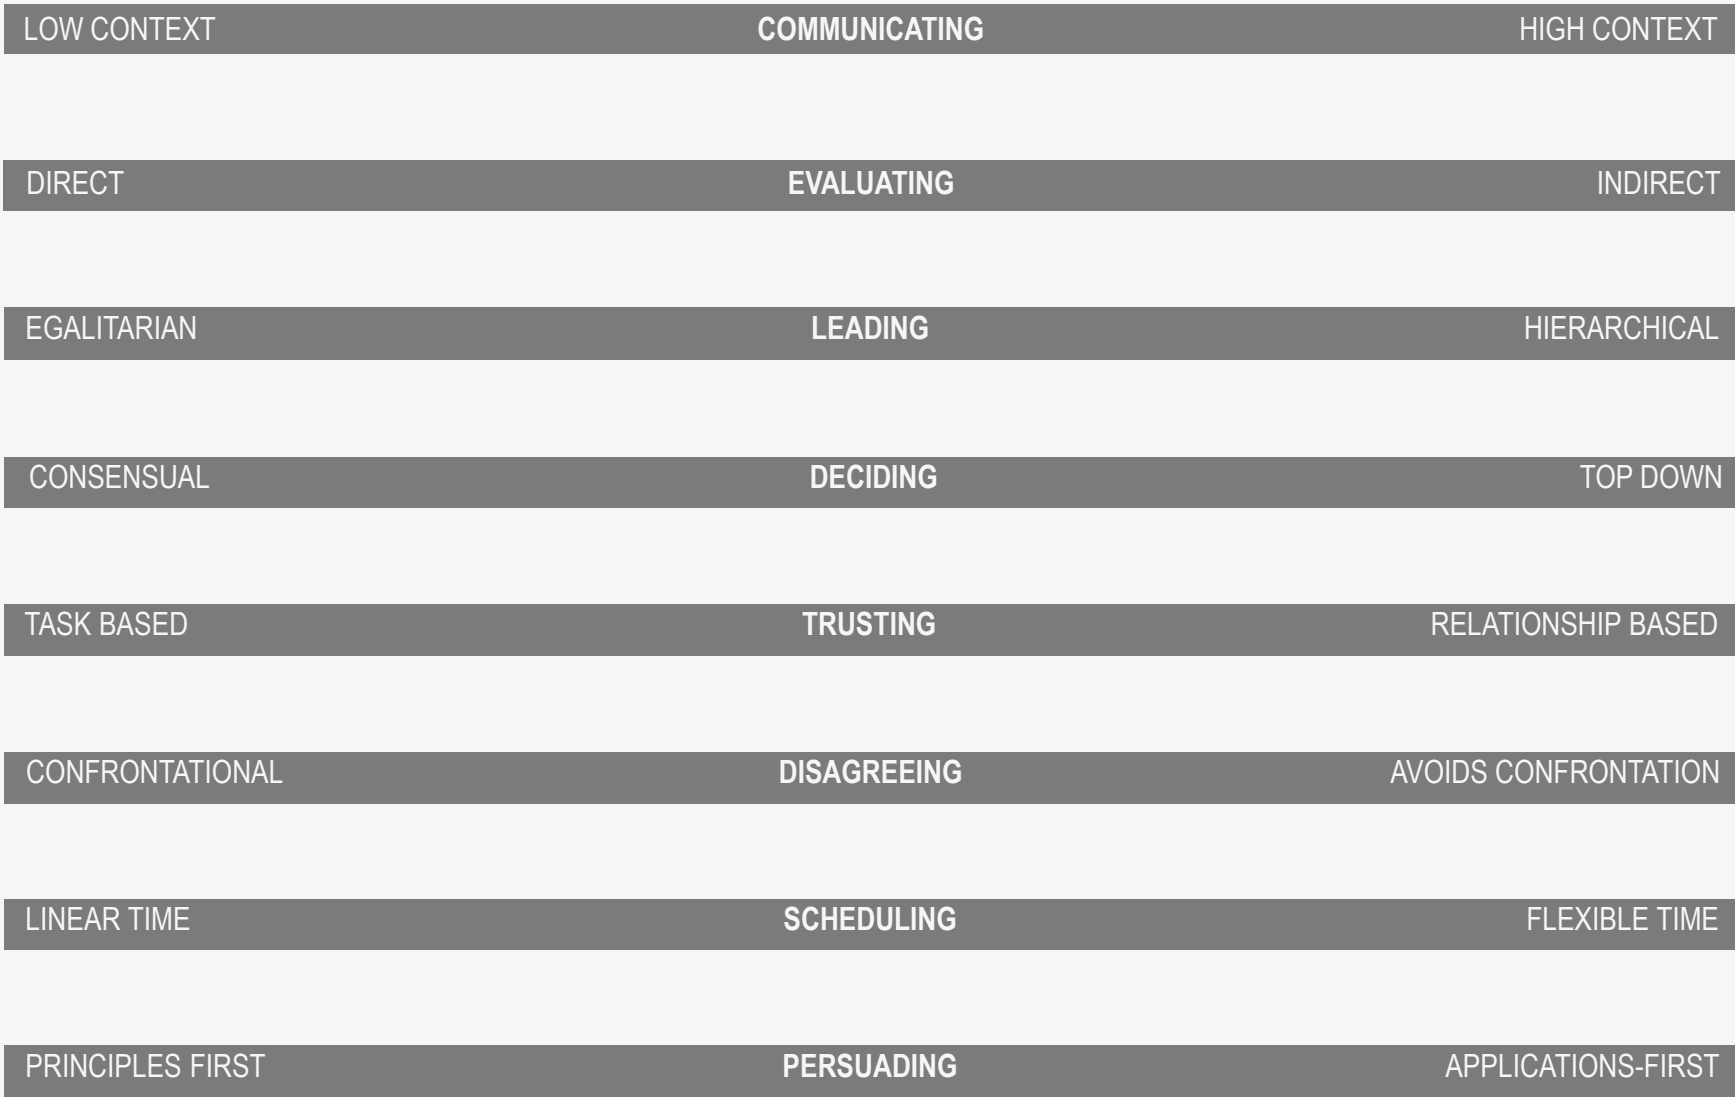 LOW CONTEXT COMMUNICATING HIGH CONTEXT
DIRECT EVALUATING INDIRECT
EGALITARIAN LEADING HIERARCHICAL
CONSENSUAL DECIDING TOP DOWN
TASK BASED TRUSTING RELATIONSHIP BASED
CONFRONTATIONAL DISAGREEING AVOIDS CONFRONTATION
LINEAR TIME SCHEDULING FLEXIBLE TIME
PRINCIPLES FIRST PERSUADING APPLICATIONS-FIRST